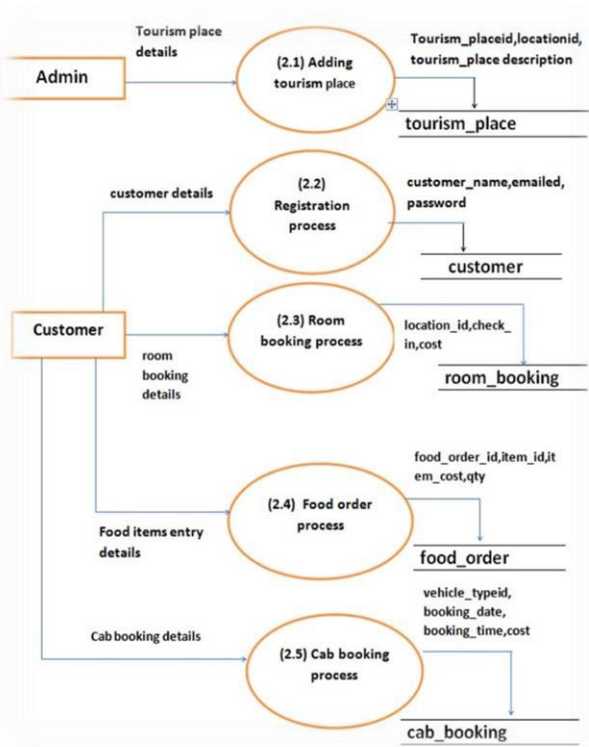 Tourism place
details
Admin
(2.1) Adding
tourism place
Tourism_placeid,locationid,
tourism_place description
tourism_place
customer details
(2.2)
Registration
process
customer_name,emailed,
password
customer
Customer
room
booking
details
(2.3) Room
booking process
location_id,check_
in,cost
room_booking
Food items entry
details
(2.4) Food order
process
food_order_id,item_id,it
em_cost,qty
food_order
Cab booking details
(2.5) Cab booking
process
vehicle_typeid,
booking_date,
booking_time,cost
cab_booking